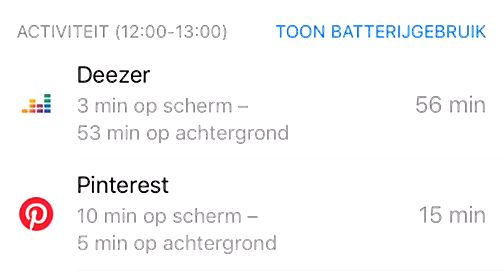 ACTIVITEIT (12:00-13:00) TOON BATTERIJGEBRUIK
Deezer
3 min op scherm –
53 min op achtergrond
56 min
Pinterest
10 min op scherm –
5 min op achtergrond
15 min